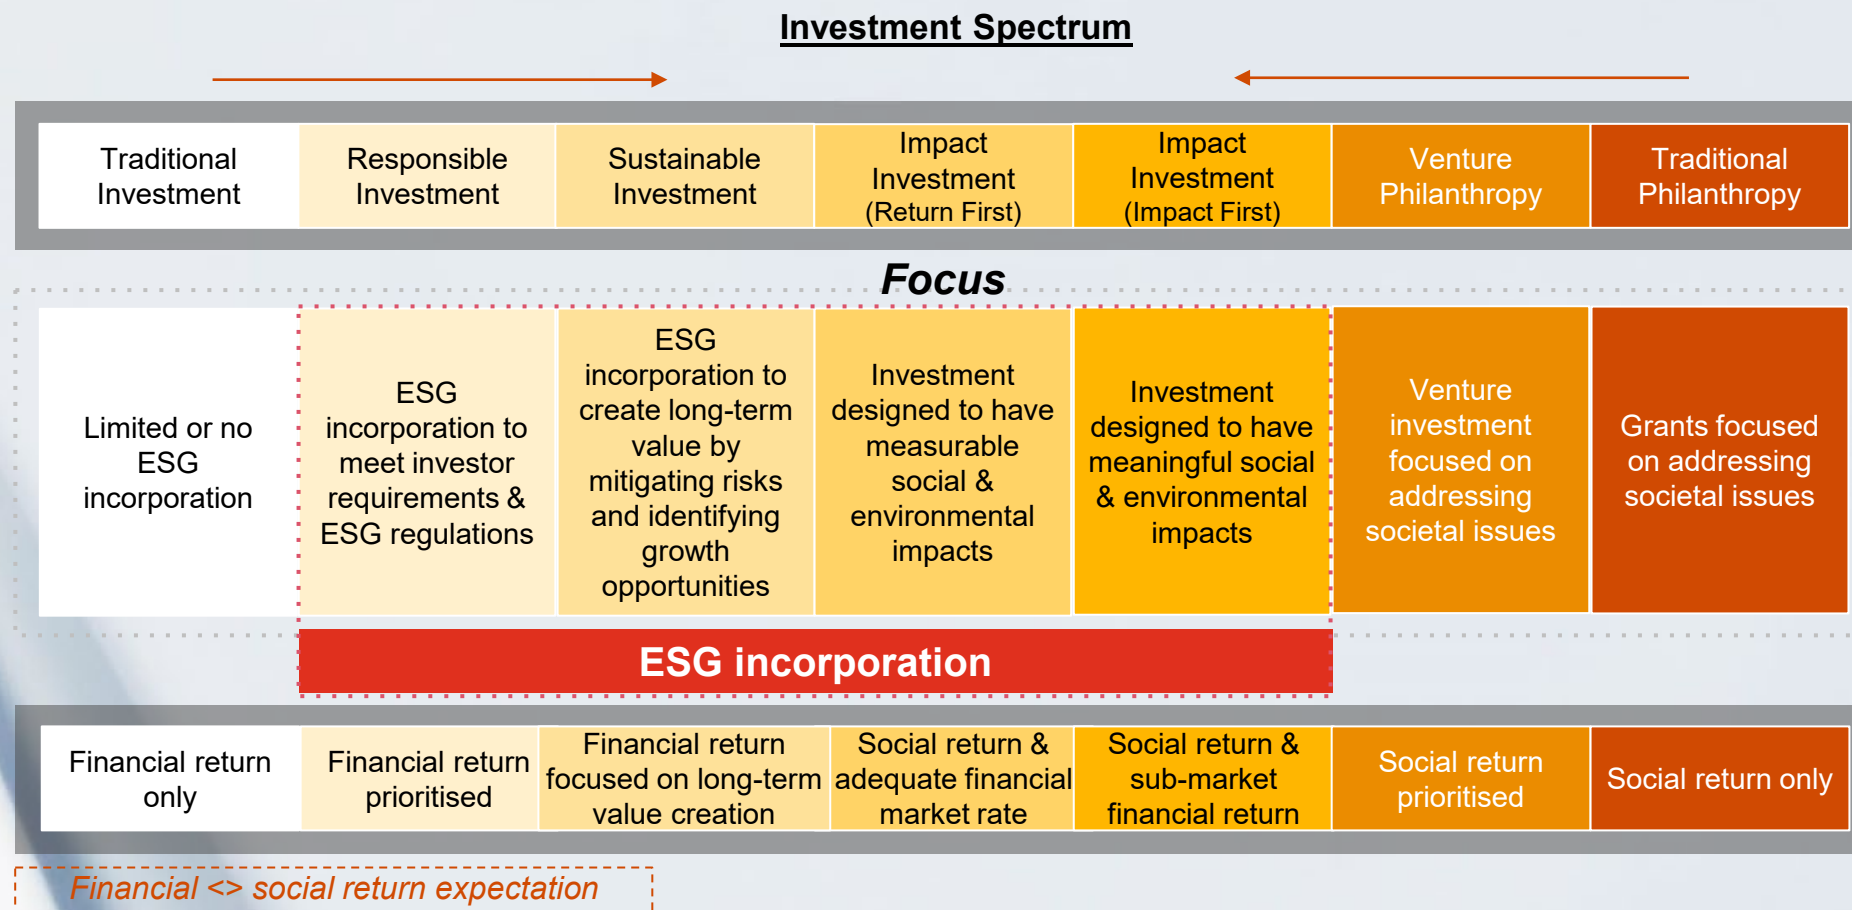 Investment Spectrum
Traditional
Investment
Responsible
Investment
Sustainable
Investment
Impact
Investment
(Return First)
Impact
Investment
(Impact First)
Venture
Philanthropy
Traditional
Philanthropy
Focus
Limited or no
ESG
incorporation
ESG
incorporation to
meet investor
requirements &
ESG regulations
ESG
incorporation to
create long-term
value by
mitigating risks
and identifying
growth
opportunities
Investment
designed to have
measurable
social &
environmental
impacts
Investment
designed to have
meaningful social
& environmental
impacts
Venture
investment
focused on
addressing
societal issues
Grants focused
on addressing
societal issues
ESG incorporation
Financial return
only
Financial return
prioritised
Financial return
focused on long-term
value creation
Social return &
adequate financial
market rate
Social return &
sub-market
financial return
Social return
prioritised
Social return only
Financial <> social return expectation